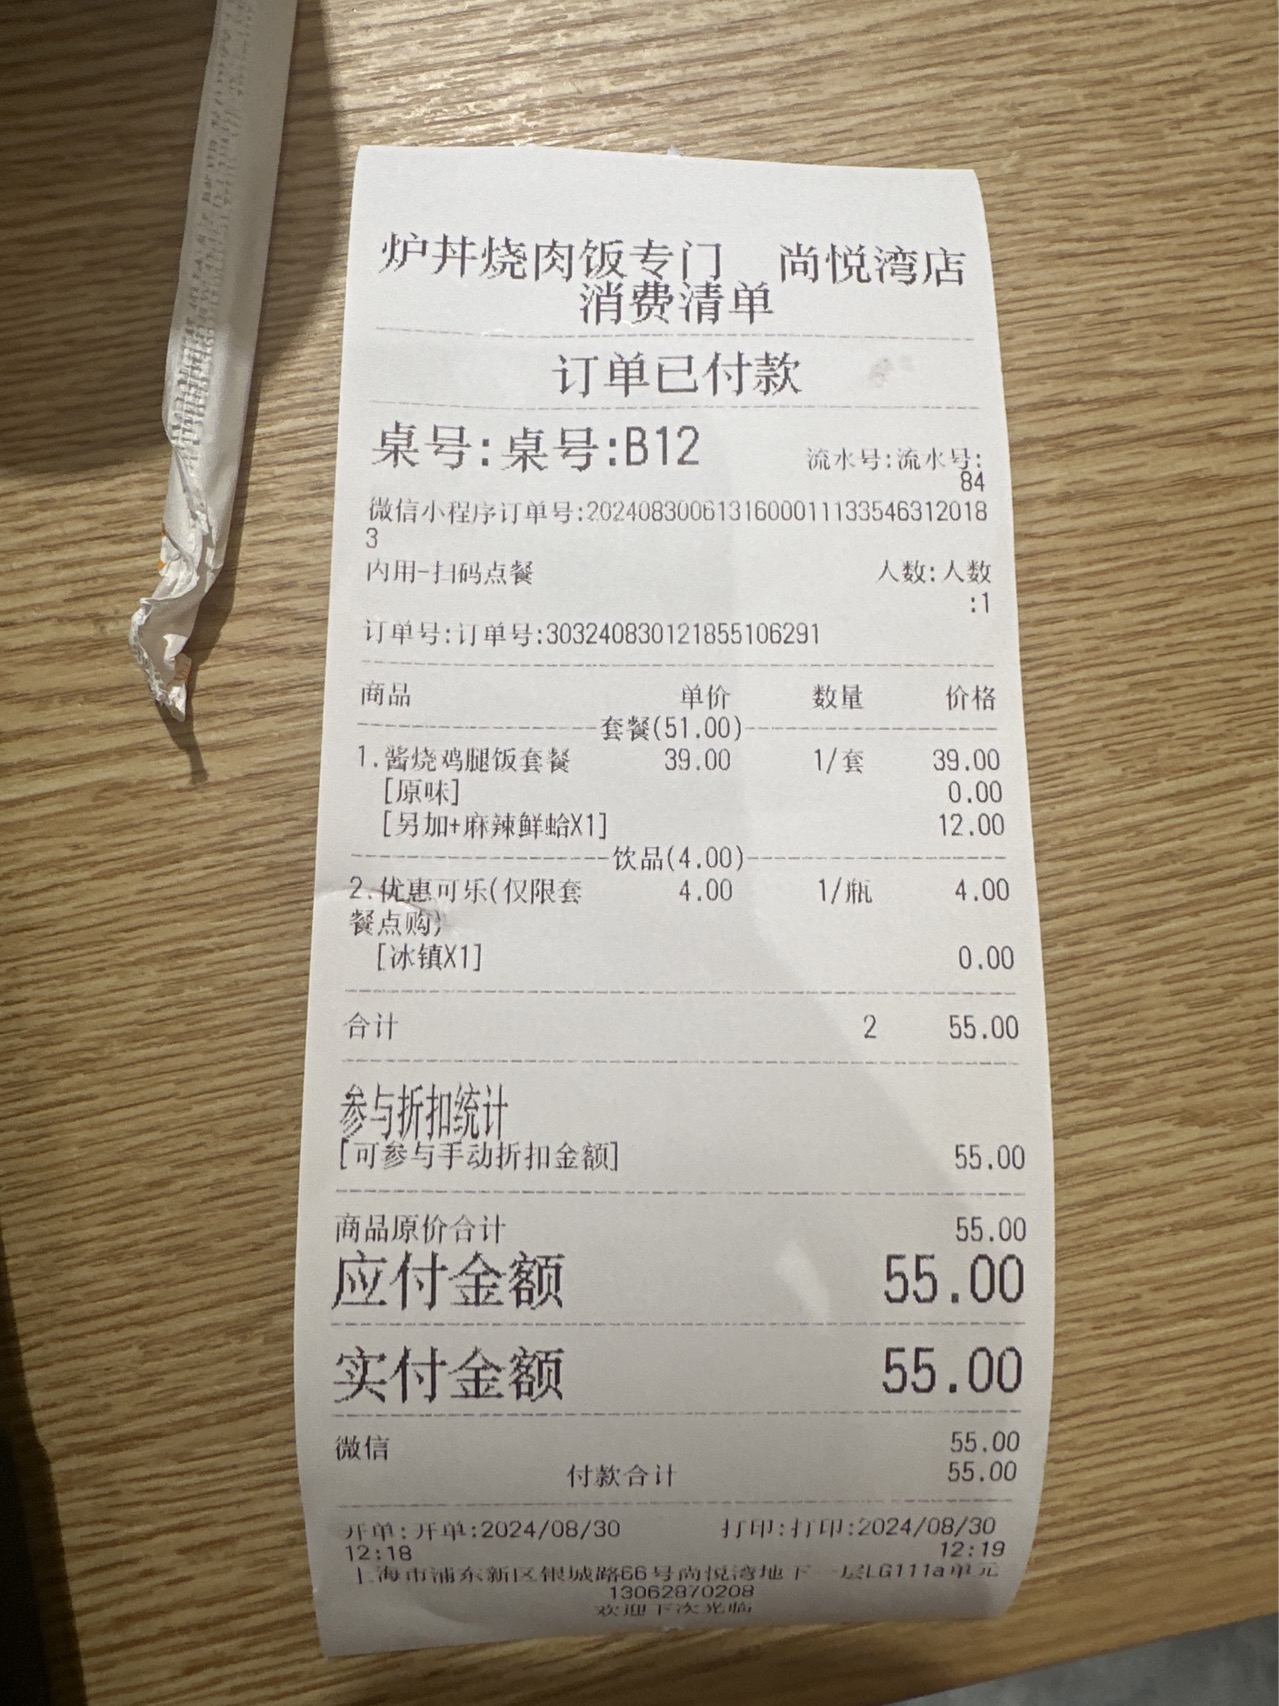 炉丼烧肉饭专门 尚悦湾店
消费清单
订单已付款
桌号:桌号:B12
流水号:流水号:
84
微信小程序订单号:2024083006131600011133546312018
3
内用-扫码点餐 人数:人数
:1
订单号:订单号:303240830121855106291
商品 单价 数量 价格
套餐(51.00)
1.酱烧鸡腿饭套餐 39.00 1/套 39.00
[原味] 0.00
[另加+麻辣鲜蛤X1] 12.00
饮品(4.00)
2.优惠可乐(仅限套 4.00 1/瓶 4.00
餐点购)
[冰镇X1] 0.00
合计 2 55.00
参与折扣统计
[可参与手动折扣金额] 55.00
商品原价合计 55.00
应付金额 55.00
实付金额 55.00
微信 55.00
付款合计 55.00
开单:开单:2024/08/30 打印:打印:2024/08/30
12:18 12:19
上海市浦东新区银城路66号尚悦湾地下一层LG111a单元
13062870208
欢迎下次光临